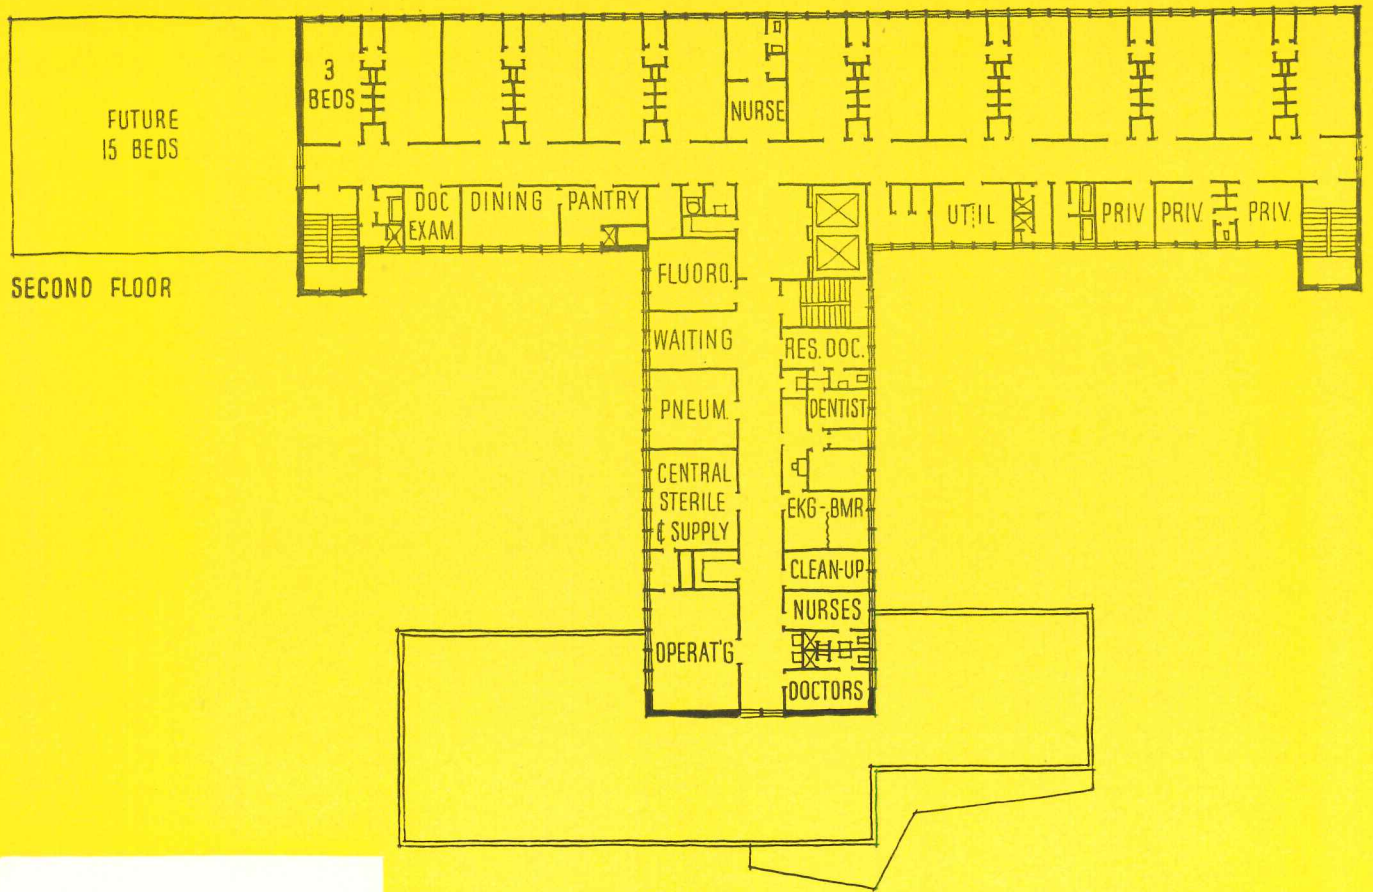 3
BEDS
FUTURE
15 BEDS
NURSE
DOC
EXAM
DINING
PANTRY
UTIL
PRIV
PRIV.
PRIV.
SECOND FLOOR
FLUORO.
WAITING
RES. DOC.
PNEUM.
DENTIST
CENTRAL
STERILE
& SUPPLY
EKG-BMR
CLEAN-UP
NURSES
OPERAT'G
DOCTORS